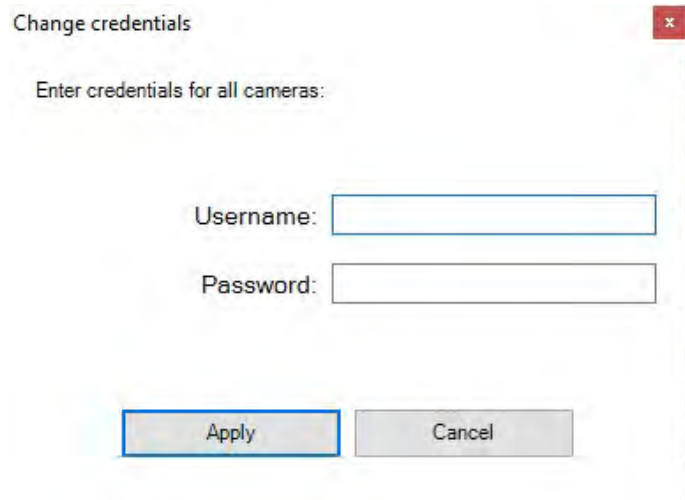 Change credentials
x
Enter credentials for all cameras:
Username:
Password:
Apply Cancel